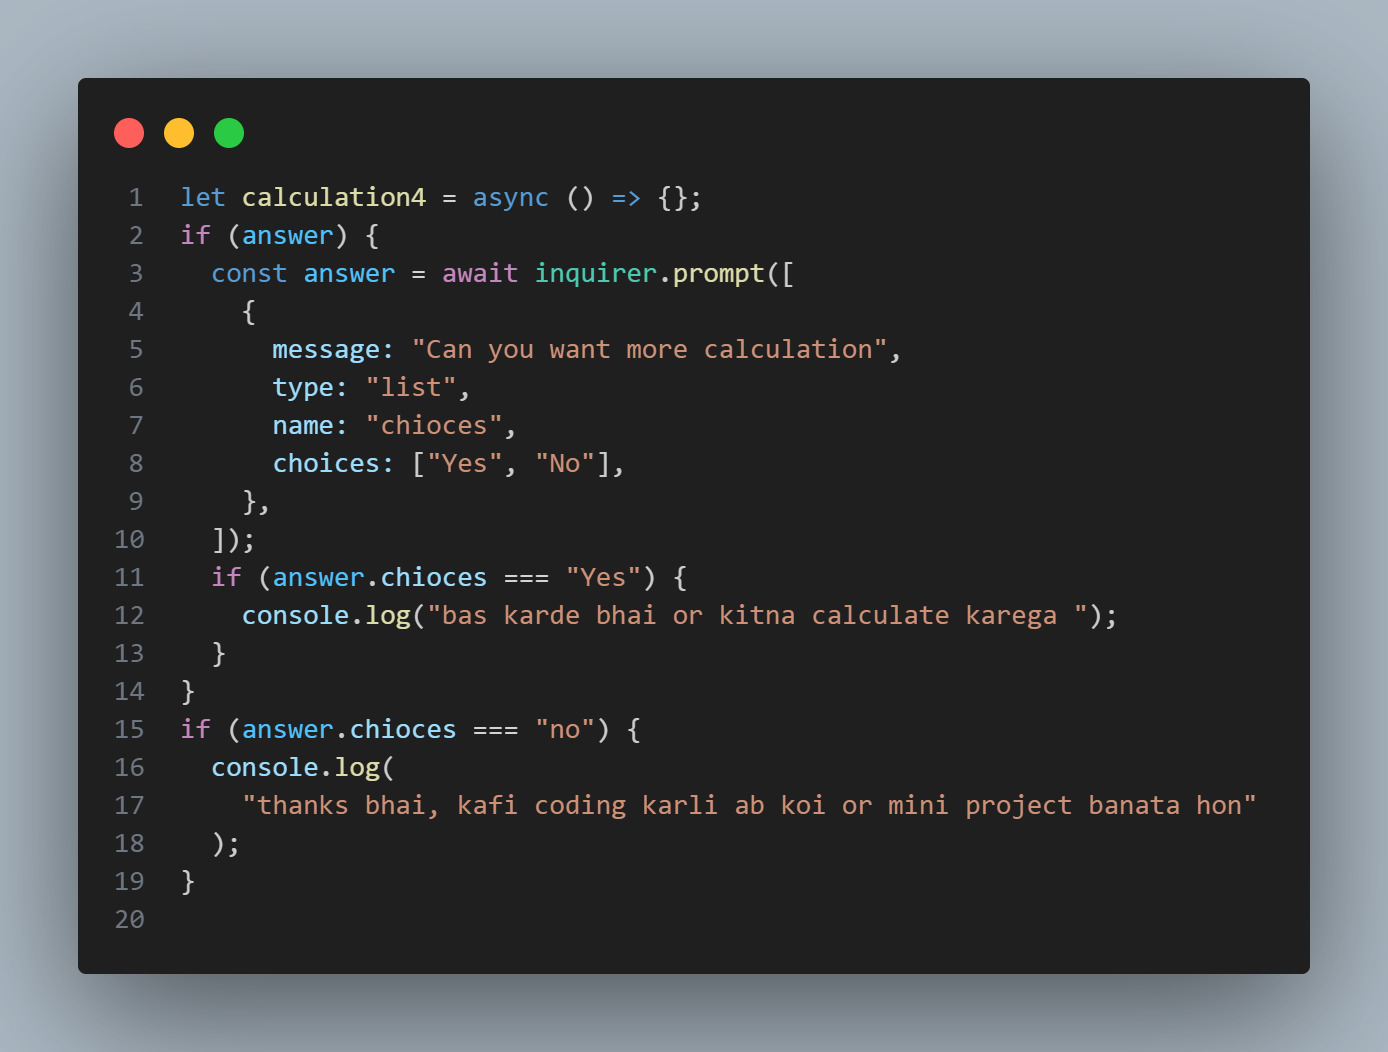 1 let calculation4 = async () => {};
2 if (answer) {
3   const answer = await inquirer.prompt([
4     {
5       message: "Can you want more calculation",
6       type: "list",
7       name: "chioces",
8       choices: ["Yes", "No"],
9     },
10   ]);
11   if (answer.chioces === "Yes") {
12     console.log("bas karde bhai or kitna calculate karega ");
13   }
14 }
15 if (answer.chioces === "no") {
16   console.log(
17     "thanks bhai, kafi coding karli ab koi or mini project banata hon"
18   );
19 }
20